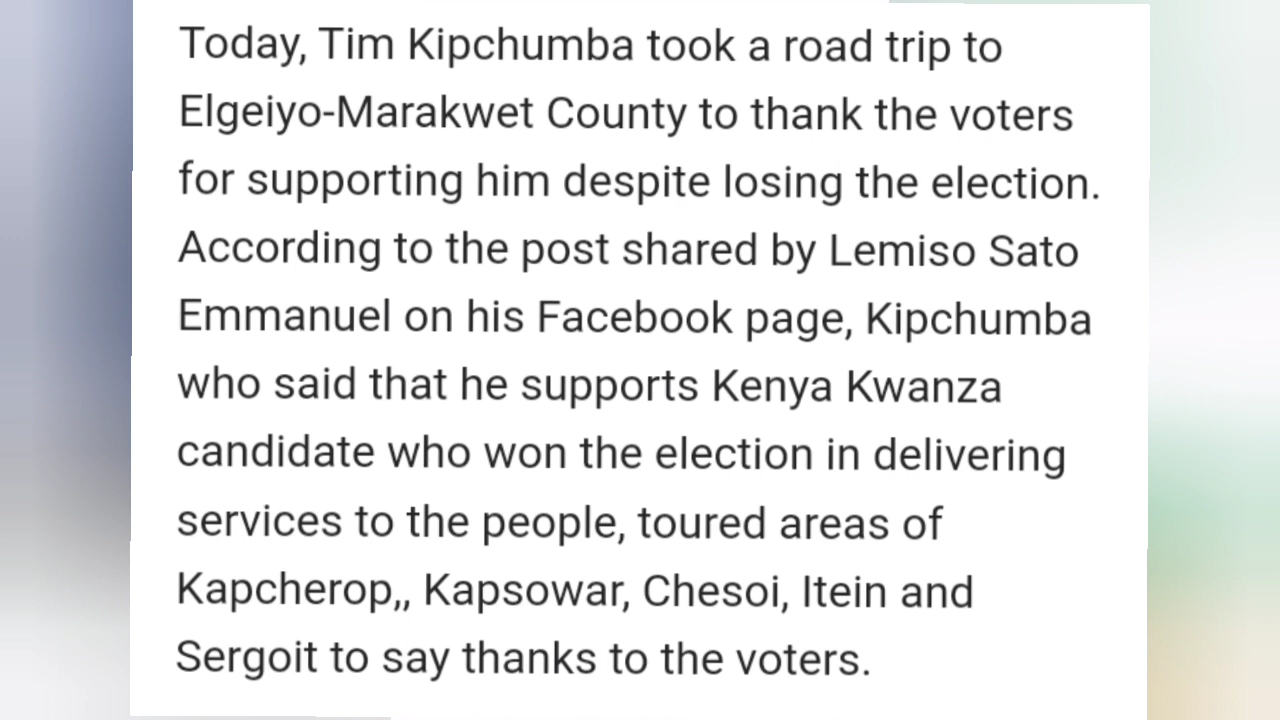 Today, Tim Kipchumba took a road trip to
Elgeiyo-Marakwet County to thank the voters
for supporting him despite losing the election.
According to the post shared by Lemiso Sato
Emmanuel on his Facebook page, Kipchumba
who said that he supports Kenya Kwanza
candidate who won the election in delivering
services to the people, toured areas of
Kapcherop,, Kapsowar, Chesoi, Itein and
Sergoit to say thanks to the voters.